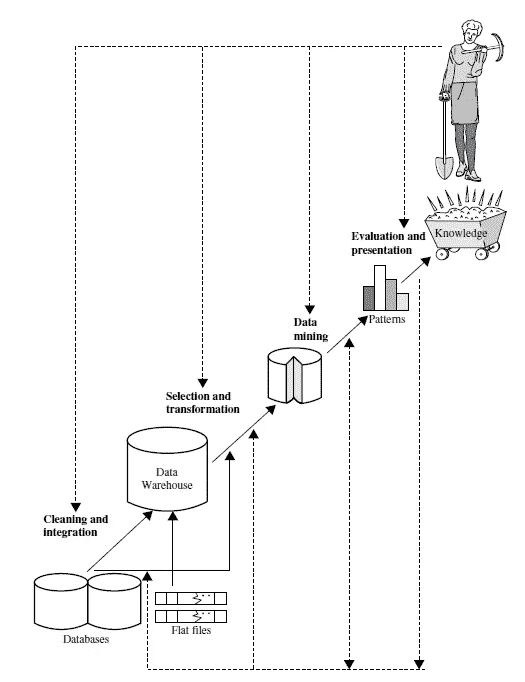 Knowledge
Evaluation and
presentation
Patterns
Data
mining
Selection and
transformation
Data
Warehouse
Cleaning and
integration
Databases
Flat files